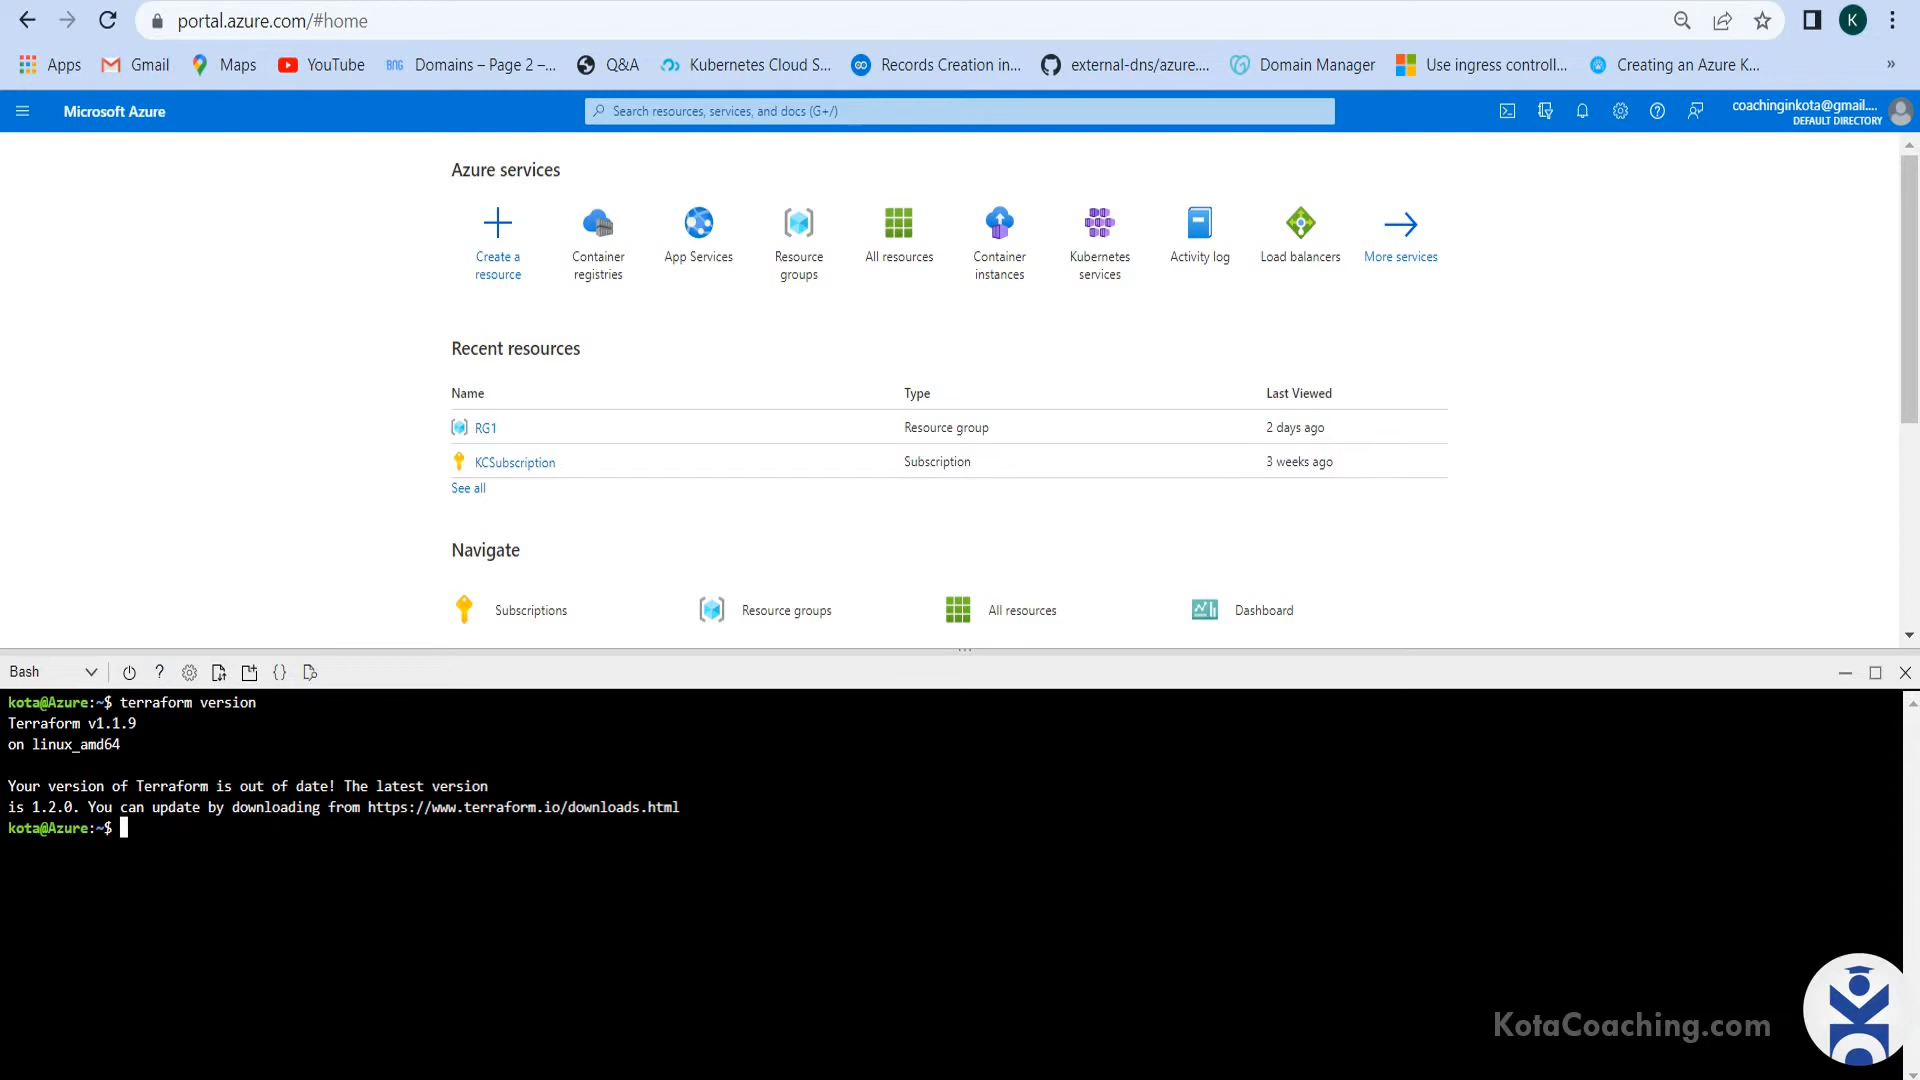 portal.azure.com/#home
K
Apps
Gmail
Maps
YouTube
Domains – Page 2 –...
Q&A
Kubernetes Cloud S...
Records Creation in...
external-dns/azure....
Domain Manager
Use ingress controll...
Creating an Azure K...
»
Microsoft Azure
Search resources, services, and docs (G+/)
coachinginkota@gmail....
DEFAULT DIRECTORY
Azure services
Create a resource
Container registries
App Services
Resource groups
All resources
Container instances
Kubernetes services
Activity log
Load balancers
More services
Recent resources
Name Type Last Viewed
RG1 Resource group 2 days ago
KCSubscription Subscription 3 weeks ago
See all
Navigate
Subscriptions
Resource groups
All resources
Dashboard
Bash
kota@Azure:~$ terraform version
Terraform v1.1.9
on linux_amd64
Your version of Terraform is out of date! The latest version
is 1.2.0. You can update by downloading from https://www.terraform.io/downloads.html
kota@Azure:~$
KotaCoaching.com